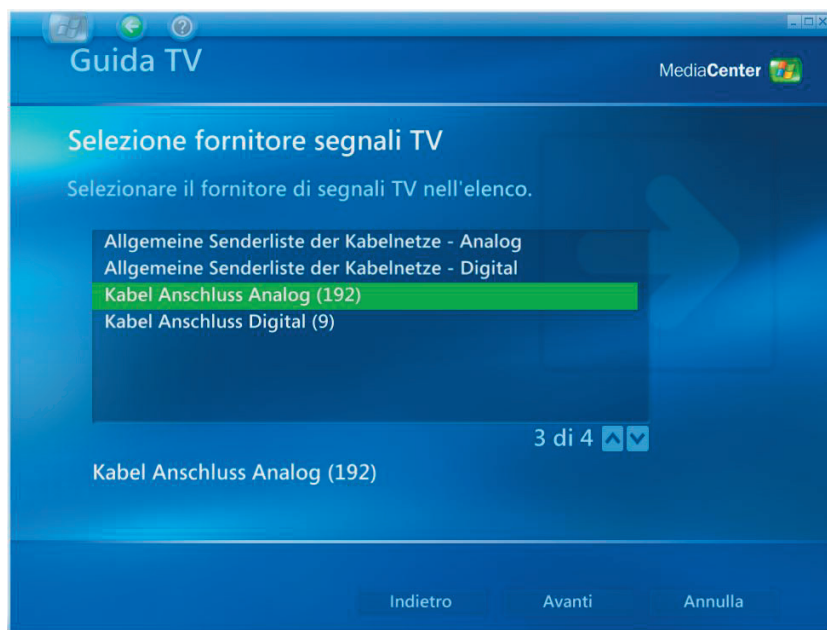 Guida TV
MediaCenter
Selezione fornitore segnali TV
Selezionare il fornitore di segnali TV nell'elenco.
Allgemeine Senderliste der Kabelnetze - Analog
Allgemeine Senderliste der Kabelnetze - Digital
Kabel Anschluss Analog (192)
Kabel Anschluss Digital (9)
3 di 4
Kabel Anschluss Analog (192)
Indietro Avanti Annulla